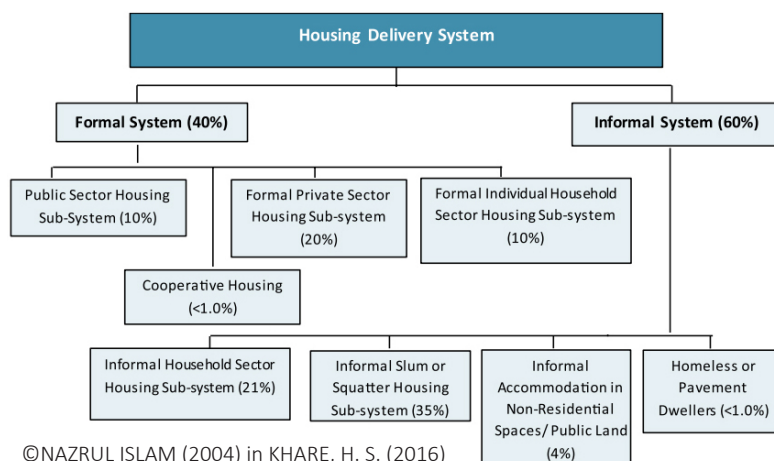 Housing Delivery System
Formal System (40%)
Informal System (60%)
Public Sector Housing
Sub-System (10%)
Formal Private Sector
Housing Sub-system
(20%)
Formal Individual Household
Sector Housing Sub-system
(10%)
Cooperative Housing
(<1.0%)
Informal Household Sector
Housing Sub-system (21%)
Informal Slum or
Squatter Housing
Sub-system (35%)
Informal
Accommodation in
Non-Residential
Spaces/ Public Land
(4%)
Homeless or
Pavement
Dwellers (<1.0%)
©NAZRUL ISLAM (2004) in KHARE, H. S. (2016)